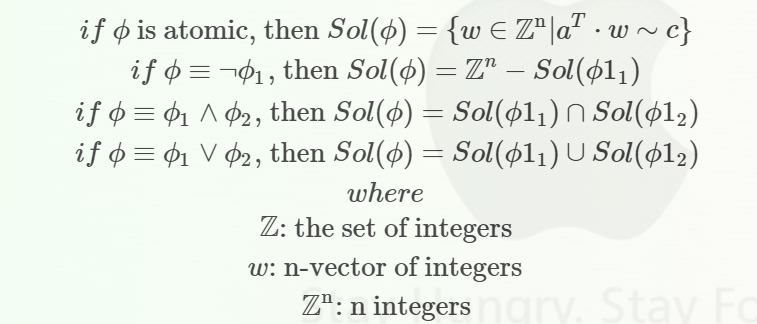 if ϕ is atomic, then Sol(ϕ) = {w ∈ ℤⁿ|aᵀ · w ∼ c}
if ϕ ≡ ¬ϕ₁, then Sol(ϕ) = ℤⁿ − Sol(ϕ1₁)
if ϕ ≡ ϕ₁ ∧ ϕ₂, then Sol(ϕ) = Sol(ϕ1₁) ∩ Sol(ϕ1₂)
if ϕ ≡ ϕ₁ ∨ ϕ₂, then Sol(ϕ) = Sol(ϕ1₁) ∪ Sol(ϕ1₂)
where
ℤ: the set of integers
w: n-vector of integers
ℤⁿ: n integers
Stay Hungry. Stay Fo